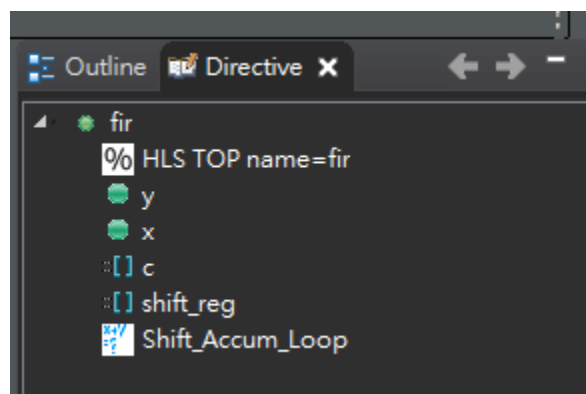 Outline Directive
fir
% HLS TOP name=fir
y
x
[] c
[] shift_reg
Shift_Accum_Loop